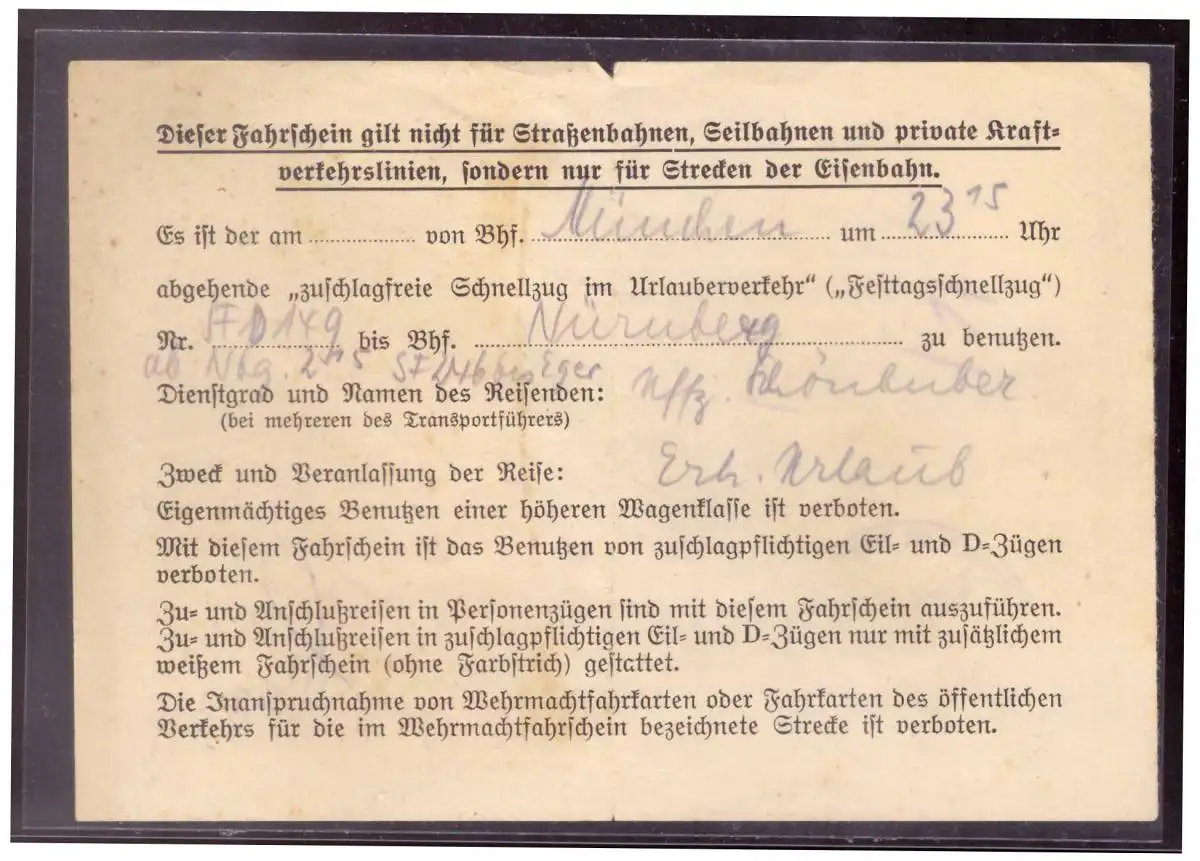 Dieser Fahrschein gilt nicht für Straßenbahnen, Seilbahnen und private Kraft-
verkehrslinien, sondern nur für Strecken der Eisenbahn.
Es ist der am ................ von Bhf. München um 23 15 Uhr
abgehende „zuschlagfreie Schnellzug im Urlauberverkehr“ („Festtagsschnellzug“)
Nr. 149 bis Bhf. Nürnberg zu benutzen.
ab Nbg. 2 15 SF 246 bis Eger
Dienstgrad und Namen des Reisenden: Uffz. Schönhuber
(bei mehreren des Transportführers)
Zweck und Veranlassung der Reise: Erh. Urlaub
Eigenmächtiges Benutzen einer höheren Wagenklasse ist verboten.
Mit diesem Fahrschein ist das Benutzen von zuschlagpflichtigen Eil- und D-Zügen
verboten.
Zu- und Anschlußreisen in Personenzügen sind mit diesem Fahrschein auszuführen.
Zu- und Anschlußreisen in zuschlagpflichtigen Eil- und D-Zügen nur mit zusätzlichem
weißem Fahrschein (ohne Farbstrich) gestattet.
Die Inanspruchnahme von Wehrmachtfahrkarten oder Fahrkarten des öffentlichen
Verkehrs für die im Wehrmachtfahrschein bezeichnete Strecke ist verboten.